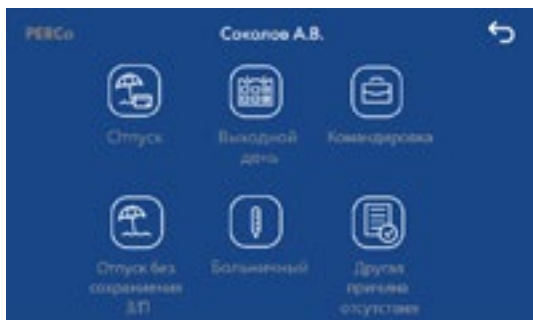 PERCo
Соколов А.В.
Отпуск
Выходной
день
Командировка
Отпуск без
сохранения
З/П
Больничный
Другая
причина
отсутствия